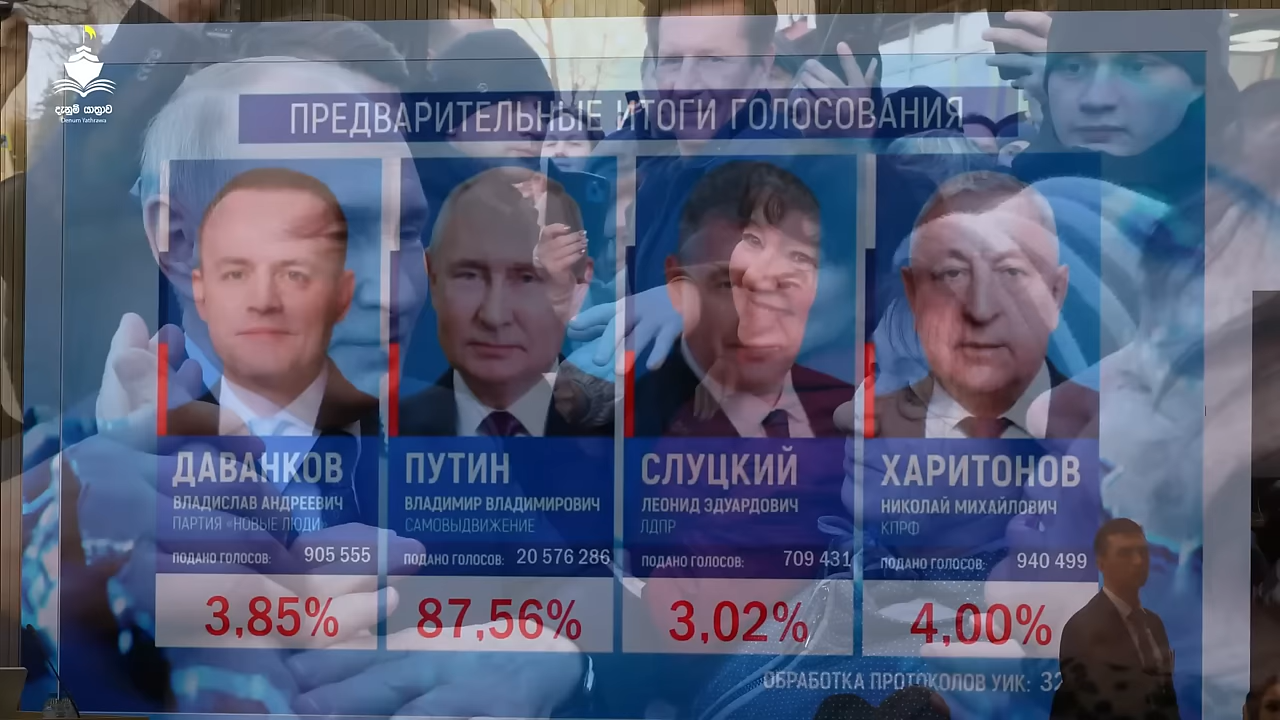 දැනුම් යාත්‍රාව
Denum Yathrawa
ПРЕДВАРИТЕЛЬНЫЕ ИТОГИ ГОЛОСОВАНИЯ
ДАВАНКОВ
ВЛАДИСЛАВ АНДРЕЕВИЧ
ПАРТИЯ «НОВЫЕ ЛЮДИ»
ПОДАНО ГОЛОСОВ: 905 555
3,85%
ПУТИН
ВЛАДИМИР ВЛАДИМИРОВИЧ
САМОВЫДВИЖЕНИЕ
ПОДАНО ГОЛОСОВ: 20 576 286
87,56%
СЛУЦКИЙ
ЛЕОНИД ЭДУАРДОВИЧ
ЛДПР
ПОДАНО ГОЛОСОВ: 709 431
3,02%
ХАРИТОНОВ
НИКОЛАЙ МИХАЙЛОВИЧ
КПРФ
ПОДАНО ГОЛОСОВ: 940 499
4,00%
ОБРАБОТКА ПРОТОКОЛОВ УИК: 32